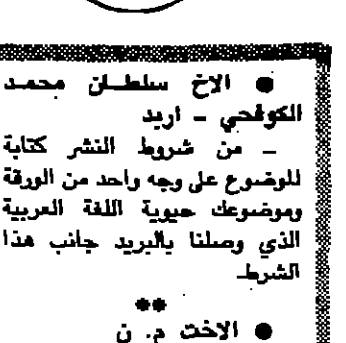 ● الاخ سلطان محمد
الكوفحي - اربد
- من شروط النشر كتابة
للوضوع على وجه واحد من الورقة
وموضوعك حيوية اللغة العربية
الذي وصلنا بالبريد جانب هذا
الشرط
**
● الاخت م. ن